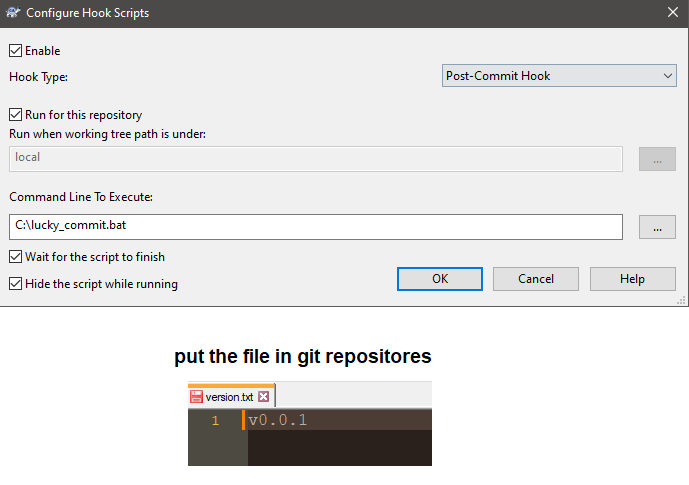 Configure Hook Scripts
Enable
Hook Type:
Post-Commit Hook
Run for this repository
Run when working tree path is under:
local
...
Command Line To Execute:
C:\lucky_commit.bat
...
Wait for the script to finish
Hide the script while running
OK
Cancel
Help
put the file in git repositores
version.txt
1 v0.0.1